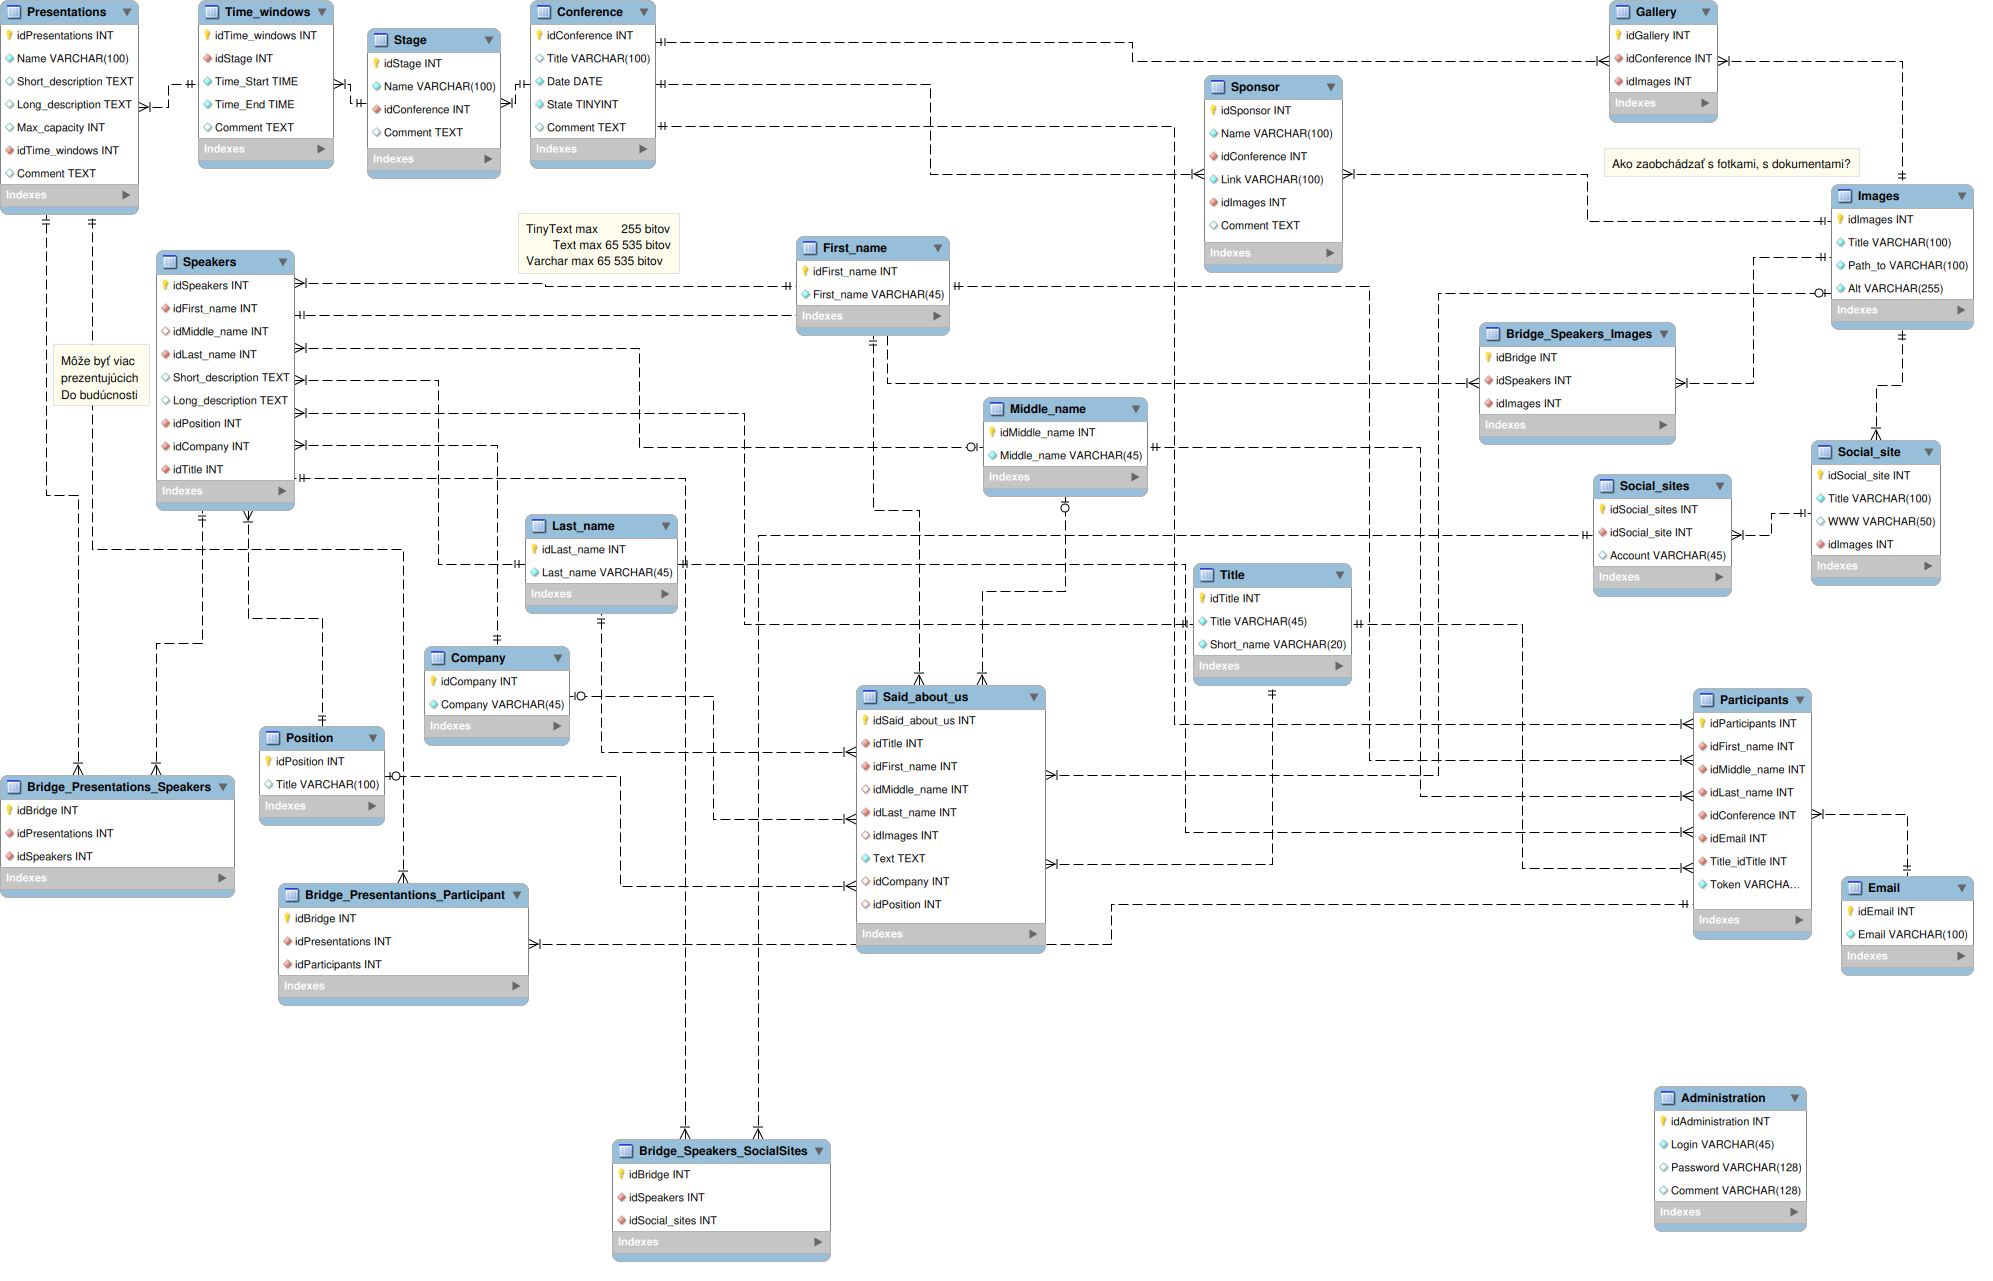 Presentations
idPresentations INT
Name VARCHAR(100)
Short_description TEXT
Long_description TEXT
Max_capacity INT
idTime_windows INT
Comment TEXT
Indexes
Time_windows
idTime_windows INT
idStage INT
Time_Start TIME
Time_End TIME
Comment TEXT
Indexes
Stage
idStage INT
Name VARCHAR(100)
idConference INT
Comment TEXT
Indexes
Conference
idConference INT
Title VARCHAR(100)
Date DATE
State TINYINT
Comment TEXT
Indexes
Gallery
idGallery INT
idConference INT
idImages INT
Indexes
Sponsor
idSponsor INT
Name VARCHAR(100)
idConference INT
Link VARCHAR(100)
idImages INT
Comment TEXT
Indexes
Ako zaobchádzať s fotkami, s dokumentami?
Images
idImages INT
Title VARCHAR(100)
Path_to VARCHAR(100)
Alt VARCHAR(255)
Indexes
TinyText max 255 bitov
Text max 65 535 bitov
Varchar max 65 535 bitov
Speakers
idSpeakers INT
idFirst_name INT
idMiddle_name INT
idLast_name INT
Short_description TEXT
Long_description TEXT
idPosition INT
idCompany INT
idTitle INT
Indexes
First_name
idFirst_name INT
First_name VARCHAR(45)
Indexes
Môže byť viac
prezentujúcich
Do budúcnosti
Bridge_Speakers_Images
idBridge INT
idSpeakers INT
idImages INT
Indexes
Middle_name
idMiddle_name INT
Middle_name VARCHAR(45)
Indexes
Social_site
idSocial_site INT
Title VARCHAR(100)
WWW VARCHAR(50)
idImages INT
Indexes
Social_sites
idSocial_sites INT
idSocial_site INT
Account VARCHAR(45)
Indexes
Last_name
idLast_name INT
Last_name VARCHAR(45)
Indexes
Title
idTitle INT
Title VARCHAR(45)
Short_name VARCHAR(20)
Indexes
Company
idCompany INT
Company VARCHAR(45)
Indexes
Said_about_us
idSaid_about_us INT
idTitle INT
idFirst_name INT
idMiddle_name INT
idLast_name INT
idImages INT
Text TEXT
idCompany INT
idPosition INT
Indexes
Participants
idParticipants INT
idFirst_name INT
idMiddle_name INT
idLast_name INT
idConference INT
idEmail INT
Title_idTitle INT
Token VARCHA...
Indexes
Position
idPosition INT
Title VARCHAR(100)
Indexes
Bridge_Presentations_Speakers
idBridge INT
idPresentations INT
idSpeakers INT
Indexes
Bridge_Presentantions_Participant
idBridge INT
idPresentations INT
idParticipants INT
Indexes
Email
idEmail INT
Email VARCHAR(100)
Indexes
Administration
idAdministration INT
Login VARCHAR(45)
Password VARCHAR(128)
Comment VARCHAR(128)
Indexes
Bridge_Speakers_SocialSites
idBridge INT
idSpeakers INT
idSocial_sites INT
Indexes